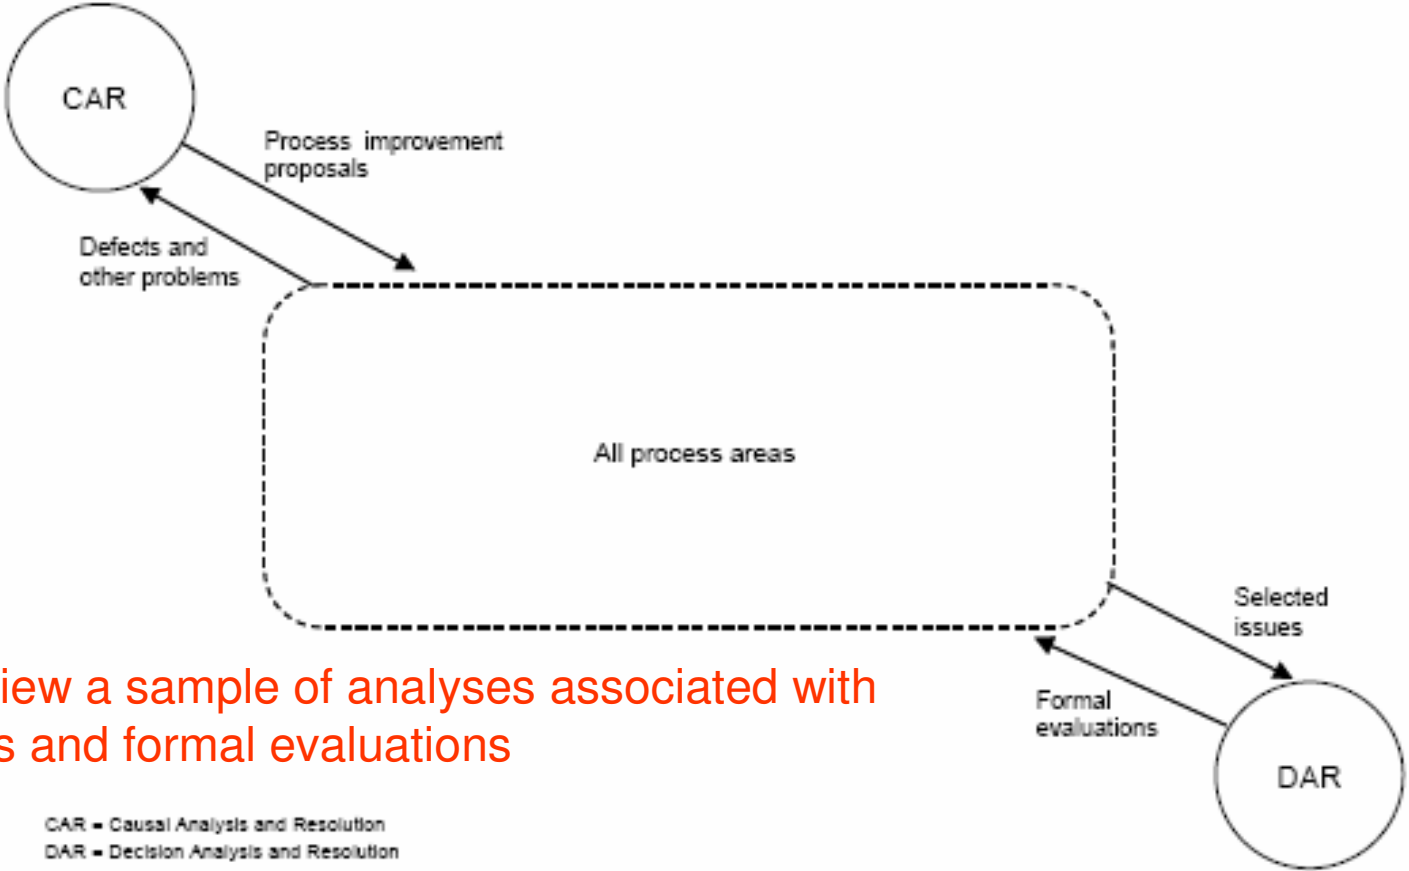 CAR
Process improvement
proposals
Defects and
other problems
All process areas
Selected
issues
Formal
evaluations
DAR
iew a sample of analyses associated with
s and formal evaluations
CAR = Causal Analysis and Resolution
DAR = Decision Analysis and Resolution